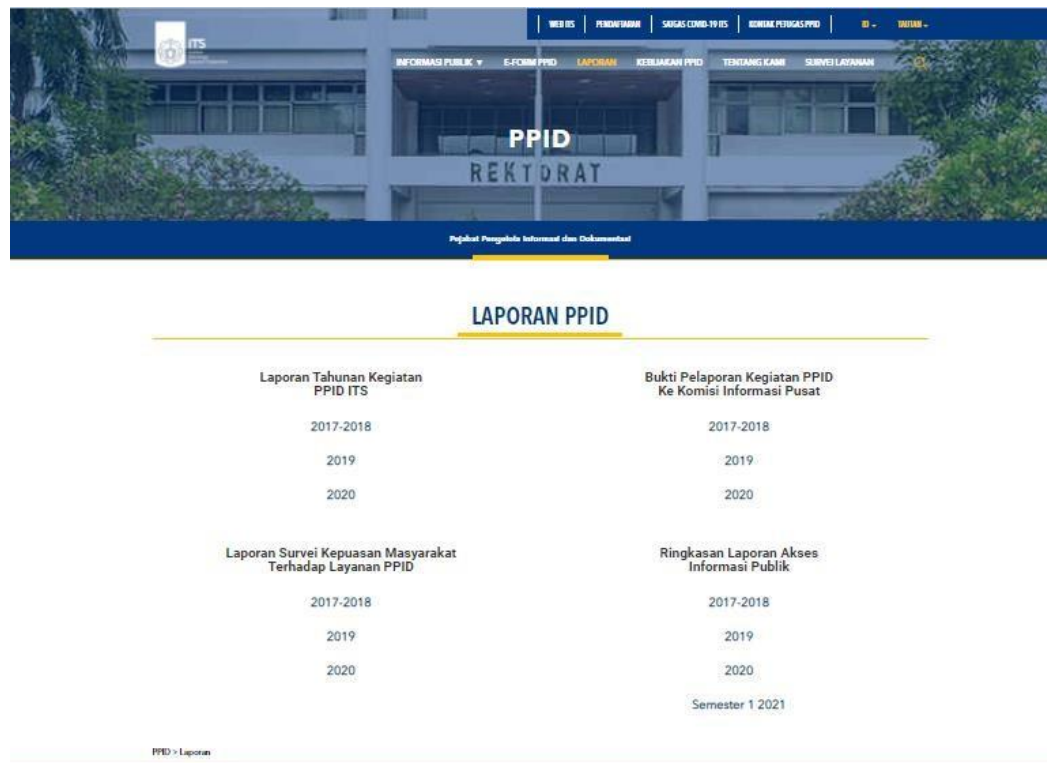 WEB ITS
PENDAFTARAN
SATGAS COVID-19 ITS
KONTAK PETUGAS PPID
ID
TAUTAN
ITS
INFORMASI PUBLIK
E-FORM PPID
LAPORAN
KEBIJAKAN PPID
TENTANG KAMI
SURVEI LAYANAN
PPID
REKTORAT
Pejabat Pengelola Informasi dan Dokumentasi
LAPORAN PPID
Laporan Tahunan Kegiatan
PPID ITS
2017-2018
2019
2020
Bukti Pelaporan Kegiatan PPID
Ke Komisi Informasi Pusat
2017-2018
2019
2020
Laporan Survei Kepuasan Masyarakat
Terhadap Layanan PPID
2017-2018
2019
2020
Ringkasan Laporan Akses
Informasi Publik
2017-2018
2019
2020
Semester 1 2021
PPID > Laporan